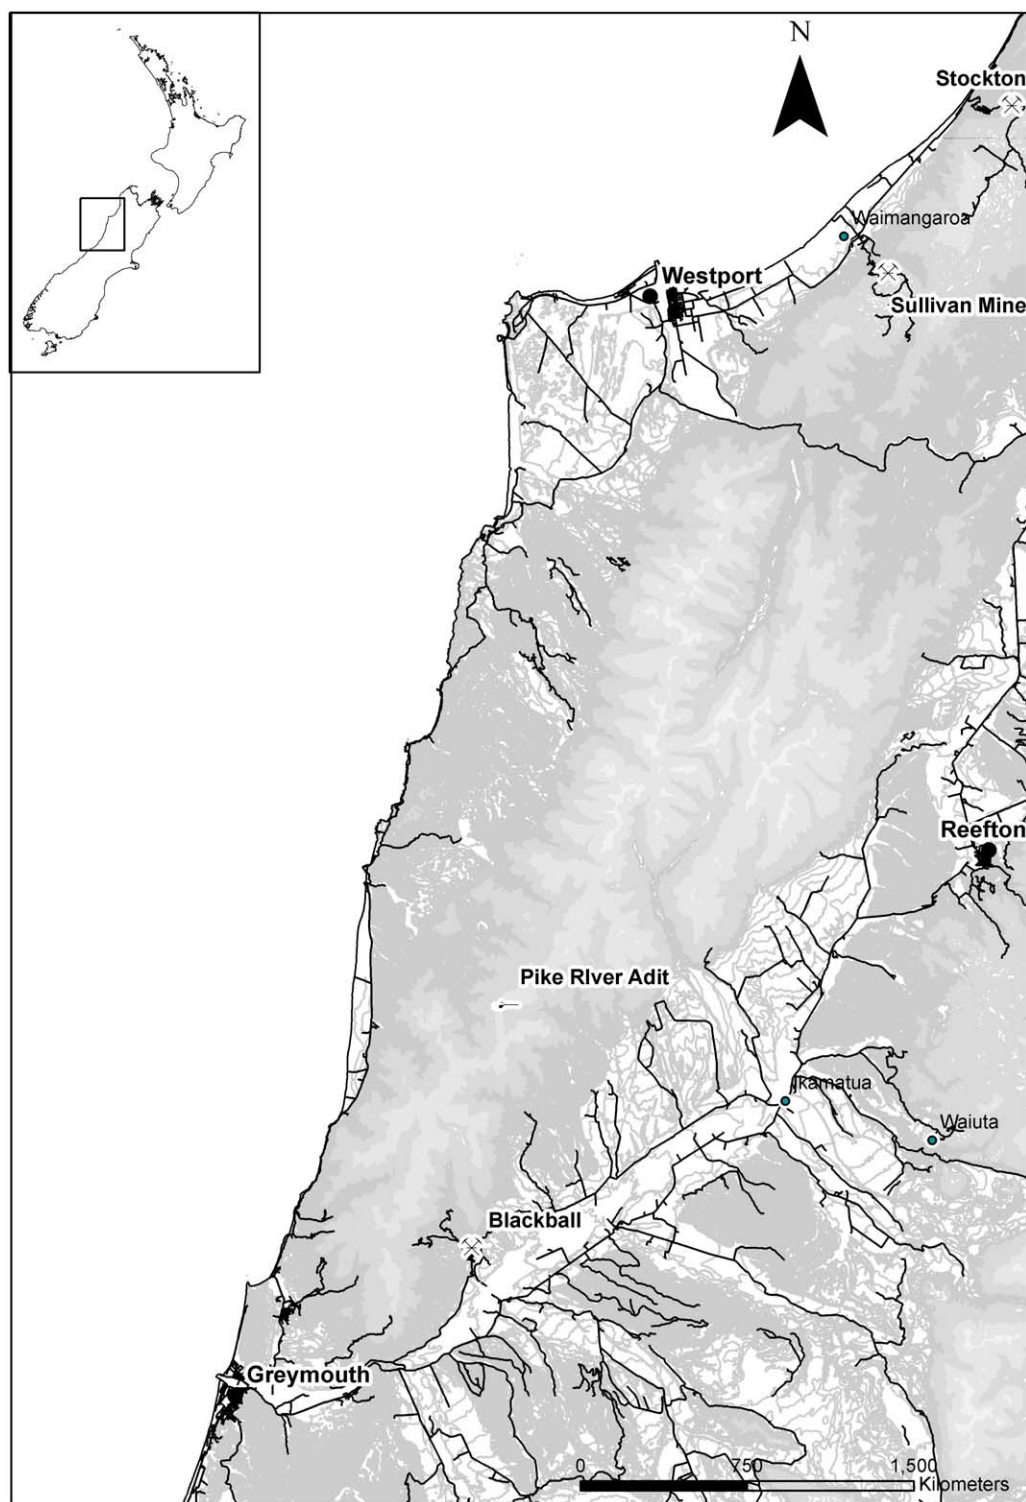 N
Stockton
Waimangaroa
Westport
Sullivan Mine
Reefton
Pike RIver Adit
Ikamatua
Waiuta
Blackball
Greymouth
0 750 1,500
Kilometers